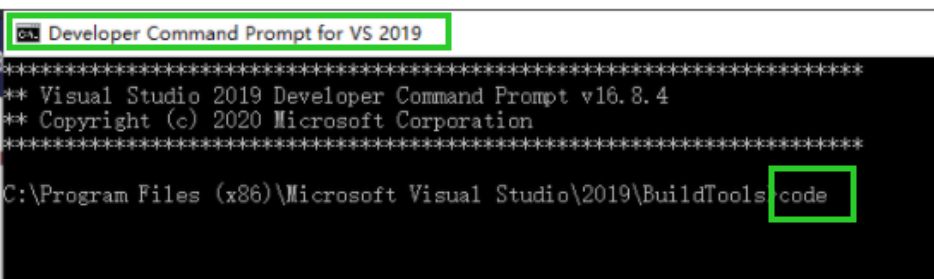 Developer Command Prompt for VS 2019
**********************************************************************
** Visual Studio 2019 Developer Command Prompt v16.8.4
** Copyright (c) 2020 Microsoft Corporation
**********************************************************************
C:\Program Files (x86)\Microsoft Visual Studio\2019\BuildTools>code